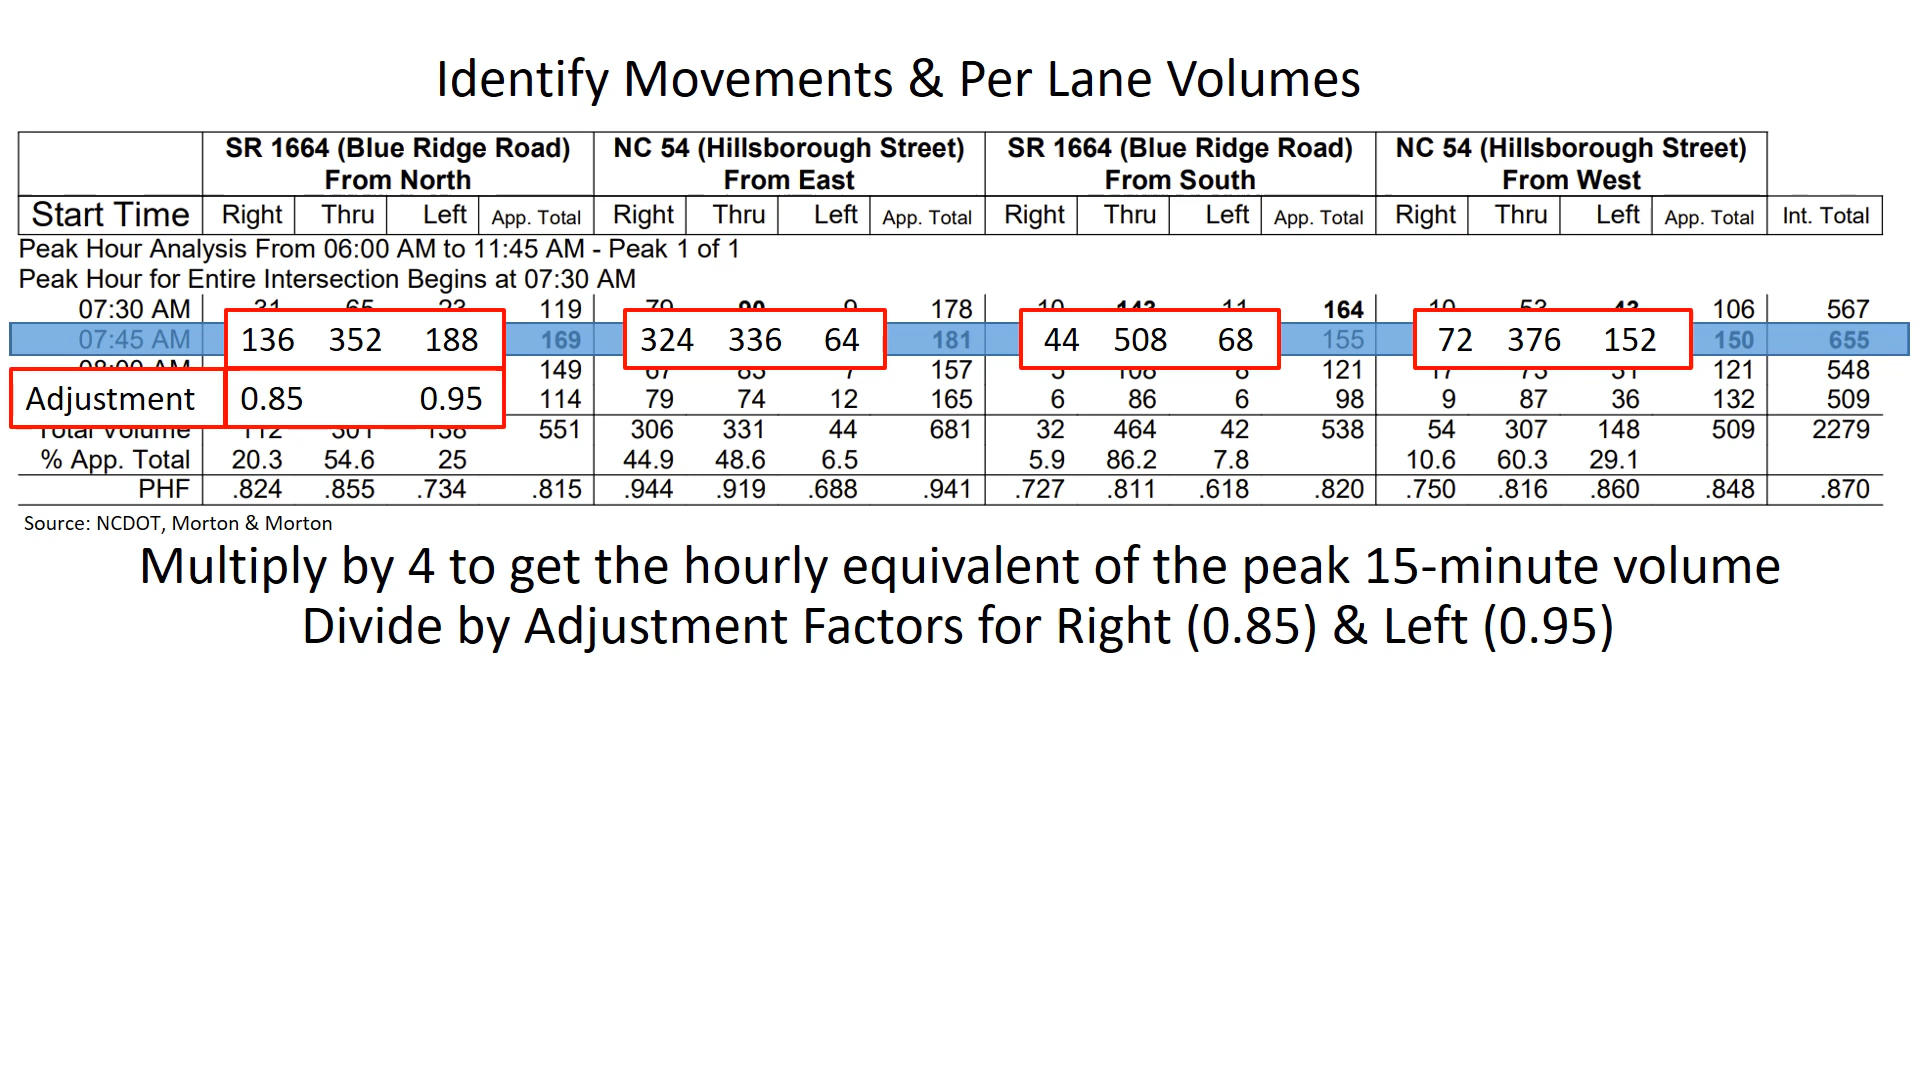 Identify Movements & Per Lane Volumes
SR 1664 (Blue Ridge Road) NC 54 (Hillsborough Street) SR 1664 (Blue Ridge Road) NC 54 (Hillsborough Street)
From North From East From South From West
Start Time Right Thru Left App. Total Right Thru Left App. Total Right Thru Left App. Total Right Thru Left App. Total Int. Total
Peak Hour Analysis From 06:00 AM to 11:45 AM - Peak 1 of 1
Peak Hour for Entire Intersection Begins at 07:30 AM
07:30 AM 119 178 164 106 567
07:45 AM 136 352 188 169 324 336 64 181 44 508 68 155 72 376 152 150 655
08:00 AM 149 157 121 121 548
Adjustment 0.85 0.95 114 79 74 12 165 6 86 6 98 9 87 36 132 509
Total Volume 551 306 331 44 681 32 464 42 538 54 307 148 509 2279
% App. Total 20.3 54.6 25 44.9 48.6 6.5 5.9 86.2 7.8 10.6 60.3 29.1
PHF .824 .855 .734 .815 .944 .919 .688 .941 .727 .811 .618 .820 .750 .816 .860 .848 .870
Source: NCDOT, Morton & Morton
Multiply by 4 to get the hourly equivalent of the peak 15-minute volume
Divide by Adjustment Factors for Right (0.85) & Left (0.95)